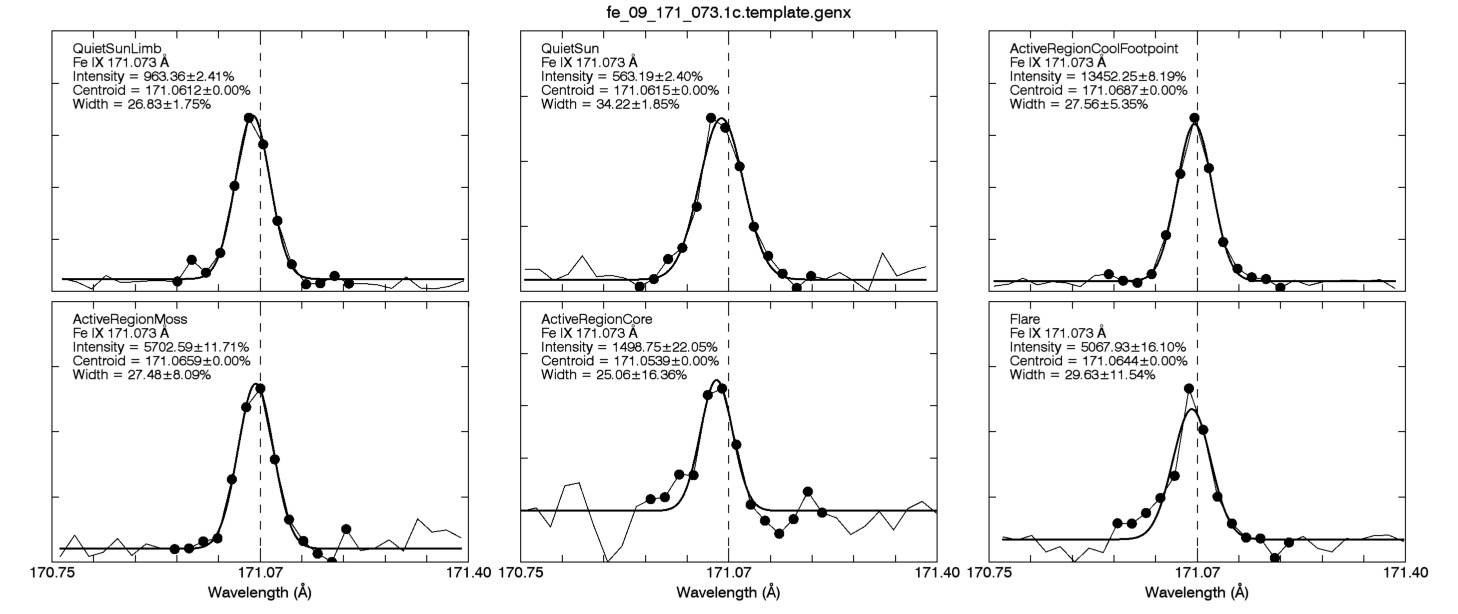 fe_09_171_073.1c.template.genx
QuietSunLimb
Fe IX 171.073 Å
Intensity = 963.36±2.41%
Centroid = 171.0612±0.00%
Width = 26.83±1.75%
QuietSun
Fe IX 171.073 Å
Intensity = 563.19±2.40%
Centroid = 171.0615±0.00%
Width = 34.22±1.85%
ActiveRegionCoolFootpoint
Fe IX 171.073 Å
Intensity = 13452.25±8.19%
Centroid = 171.0687±0.00%
Width = 27.56±5.35%
ActiveRegionMoss
Fe IX 171.073 Å
Intensity = 5702.59±11.71%
Centroid = 171.0659±0.00%
Width = 27.48±8.09%
ActiveRegionCore
Fe IX 171.073 Å
Intensity = 1498.75±22.05%
Centroid = 171.0539±0.00%
Width = 25.06±16.36%
Flare
Fe IX 171.073 Å
Intensity = 5067.93±16.10%
Centroid = 171.0644±0.00%
Width = 29.63±11.54%
170.75 171.07 171.40 170.75 171.07 171.40 170.75 171.07 171.40
Wavelength (Å) Wavelength (Å) Wavelength (Å)